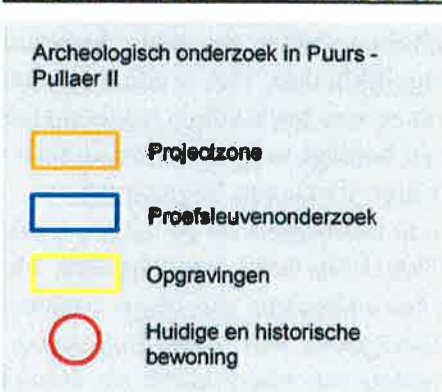 Archeologisch onderzoek in Puurs -
Pullaer II
Projectzone
Proefsleuvenonderzoek
Opgravingen
Huidige en historische
bewoning